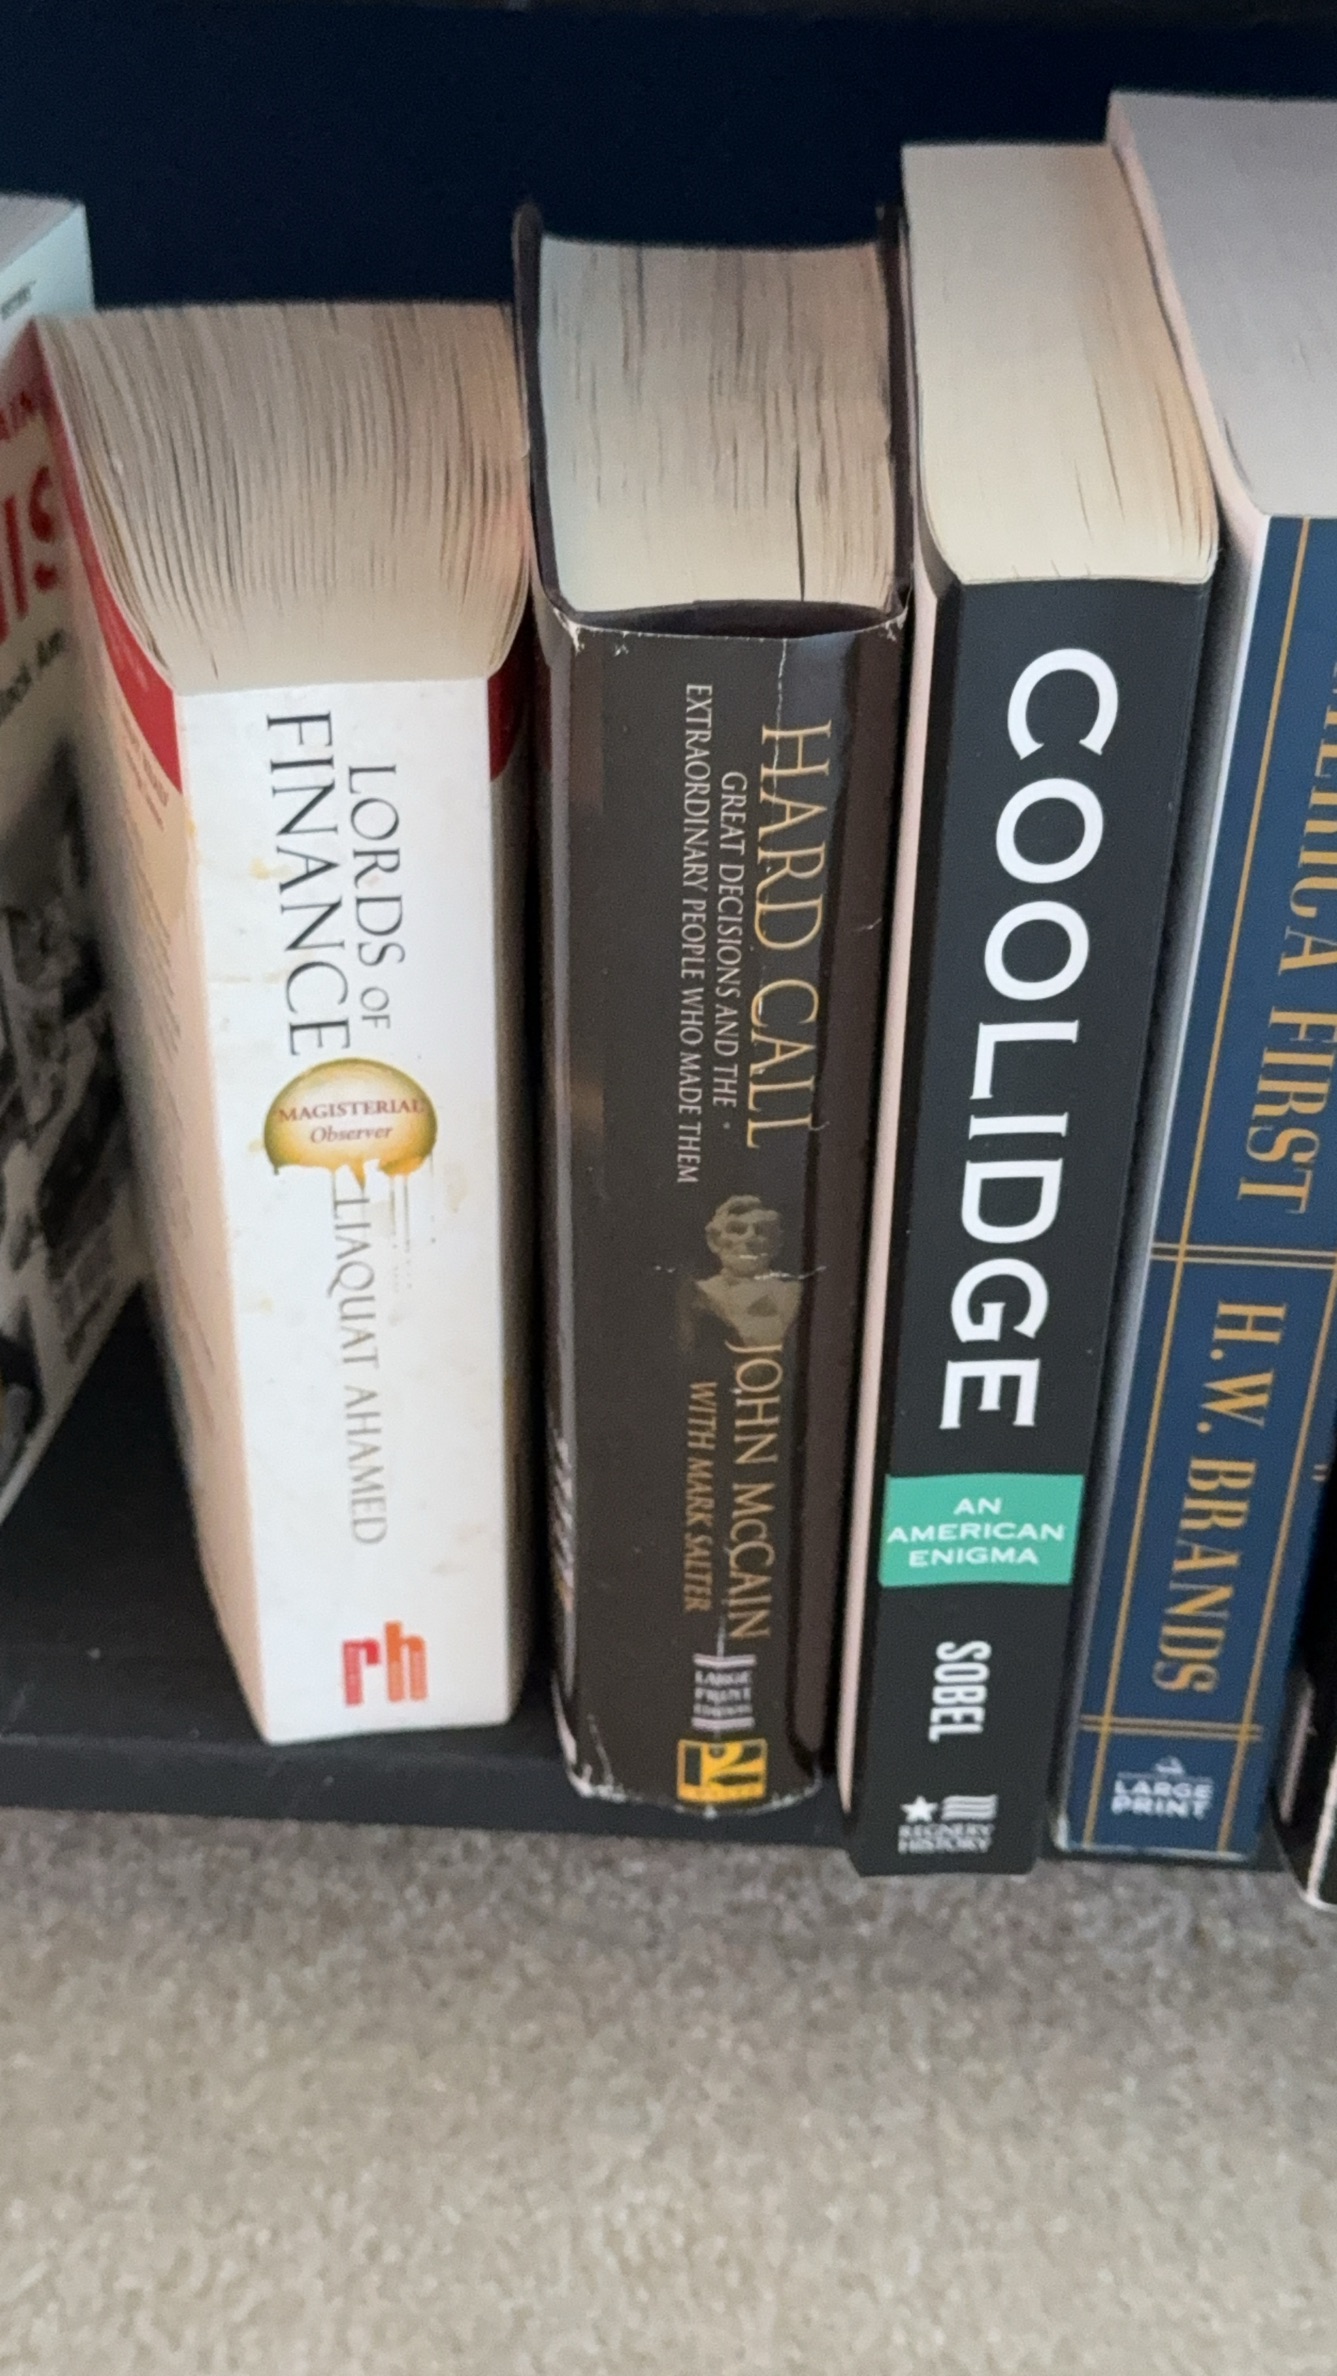 LORDS OF
FINANCE
MAGISTERIAL
Observer
LIAQUAT AHAMED
rh
HARD CALL
GREAT DECISIONS AND THE
EXTRAORDINARY PEOPLE WHO MADE THEM
JOHN McCAIN
WITH MARK SALTER
LARGE
PRINT
EDITION
COOLIDGE
AN
AMERICAN
ENIGMA
SOBEL
REGNERY
HISTORY
FIRST
H.W. BRANDS
LARGE
PRINT